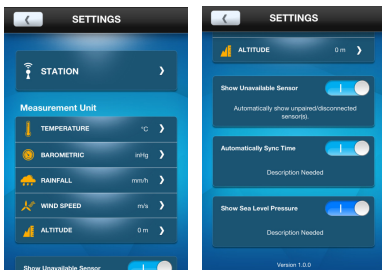 SETTINGS
STATION
Measurement Unit
TEMPERATURE °C
BAROMETRIC inHg
RAINFALL mm/h
WIND SPEED m/s
ALTITUDE 0 m
Show Unavailable Sensor
SETTINGS
ALTITUDE 0 m
Show Unavailable Sensor
Automatically show unpaired/disconnected
sensor(s).
Automatically Sync Time
Description Needed
Show Sea Level Pressure
Description Needed
Version 1.0.0